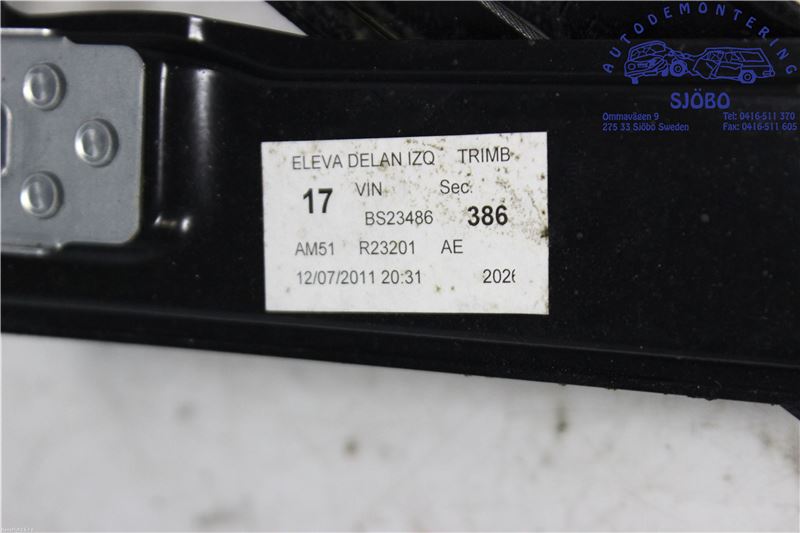 AUTODEMONTERING
SJÖBO
Ommavägen 9 Tel: 0416-511 370
275 33 Sjöbo Sweden Fax: 0416-511 605
ELEVA DELAN IZQ TRIMB
17 VIN Sec.
BS23486 386
AM51 R23201 AE
12/07/2011 20:31 2026